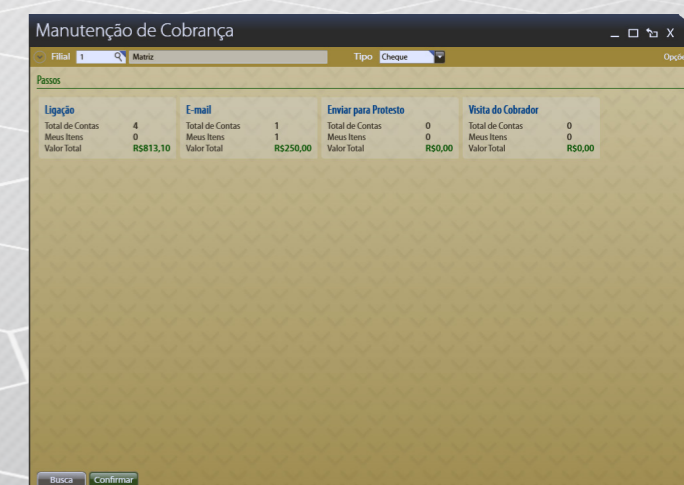 Manutenção de Cobrança
Filial 1 Matriz Tipo Cheque Opçõe
Passos
Ligação E-mail Enviar para Protesto Visita do Cobrador
Total de Contas 4 Total de Contas 1 Total de Contas 0 Total de Contas 0
Meus Itens 0 Meus Itens 1 Meus Itens 0 Meus Itens 0
Valor Total R$813,10 Valor Total R$250,00 Valor Total R$0,00 Valor Total R$0,00
Busca Confirmar